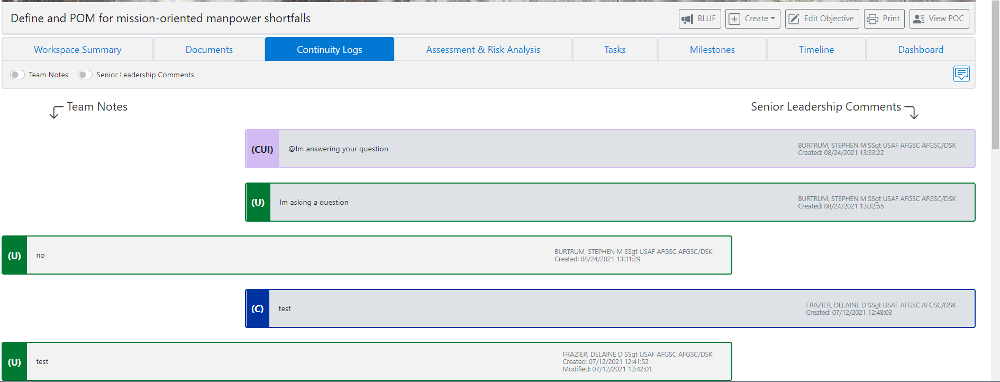 Define and POM for mission-oriented manpower shortfalls
BLUF
Create
Edit Objective
Print
View POC
Workspace Summary
Documents
Continuity Logs
Assessment & Risk Analysis
Tasks
Milestones
Timeline
Dashboard
Team Notes
Senior Leadership Comments
Team Notes
Senior Leadership Comments
(CUI)
@Im answering your question
BURTRUM, STEPHEN M SSgt USAF AFGSC AFGSC/DSK
Created: 08/24/2021 13:33:22
(U)
Im asking a question
BURTRUM, STEPHEN M SSgt USAF AFGSC AFGSC/DSK
Created: 08/24/2021 13:32:55
(U)
no
BURTRUM, STEPHEN M SSgt USAF AFGSC AFGSC/DSK
Created: 08/24/2021 13:31:29
(C)
test
FRAZIER, DELAINE D SSgt USAF AFGSC AFGSC/DSK
Created: 07/12/2021 12:48:03
(U)
test
FRAZIER, DELAINE D SSgt USAF AFGSC AFGSC/DSK
Created: 07/12/2021 12:41:52
Modified: 07/12/2021 12:42:01